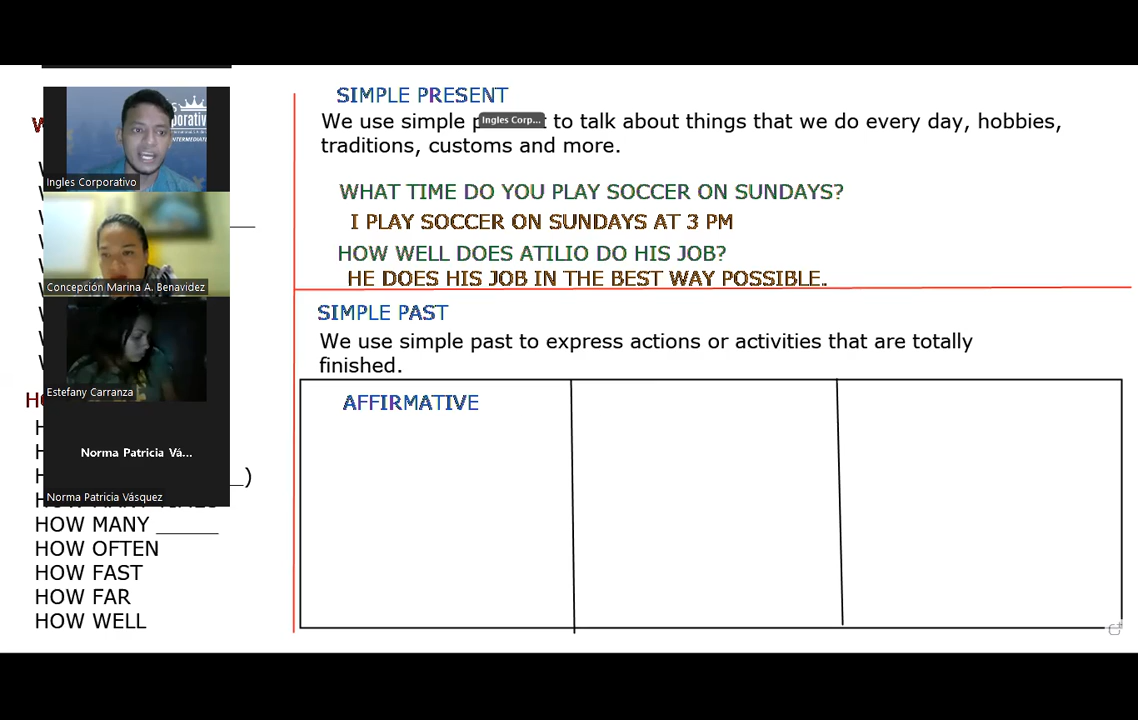 SIMPLE PRESENT
We use simple to talk about things that we do every day, hobbies,
traditions, customs and more.
Ingles Corp...
WHAT TIME DO YOU PLAY SOCCER ON SUNDAYS?
I PLAY SOCCER ON SUNDAYS AT 3 PM
HOW WELL DOES ATILIO DO HIS JOB?
HE DOES HIS JOB IN THE BEST WAY POSSIBLE.
SIMPLE PAST
We use simple past to express actions or activities that are totally
finished.
AFFIRMATIVE
Ingles Corporativo
Concepción Marina A. Benavidez
Estefany Carranza
Norma Patricia Vá...
Norma Patricia Vásquez
HOW MANY ______
HOW OFTEN
HOW FAST
HOW FAR
HOW WELL